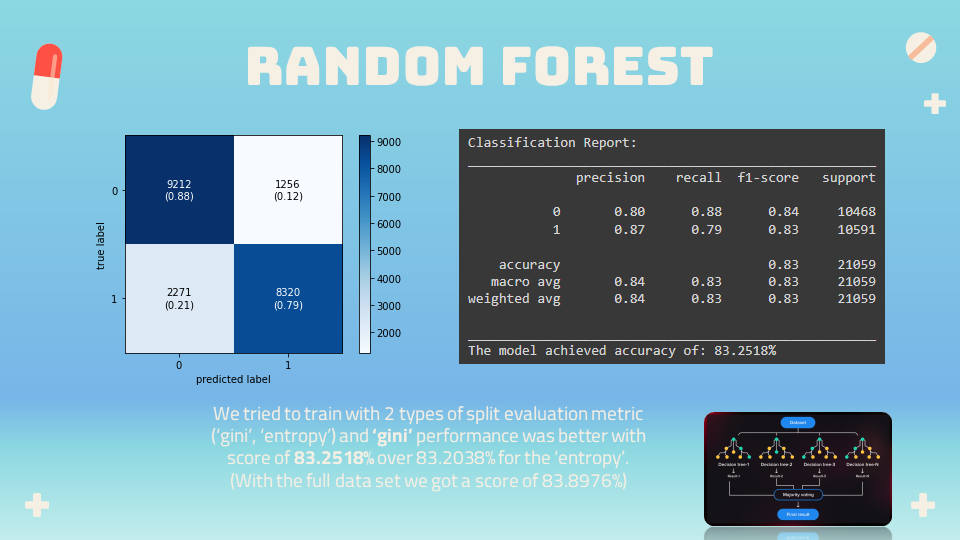 RANDOM FOREST
9212
(0.88)
1256
(0.12)
2271
(0.21)
8320
(0.79)
true label
0
1
0
1
predicted label
9000
8000
7000
6000
5000
4000
3000
2000
Classification Report:
precision recall f1-score support
0 0.80 0.88 0.84 10468
1 0.87 0.79 0.83 10591
accuracy 0.83 21059
macro avg 0.84 0.83 0.83 21059
weighted avg 0.84 0.83 0.83 21059
The model achieved accuracy of: 83.2518%
We tried to train with 2 types of split evaluation metric
('gini', 'entropy') and 'gini' performance was better with
score of 83.2518% over 83.2038% for the 'entropy'.
(With the full data set we got a score of 83.8976%)
Dataset
Decision tree-1 Decision tree-2 Decision tree-3 Decision tree-N
Result-1 Result-2 Result-3 Result-N
Majority voting
Final result